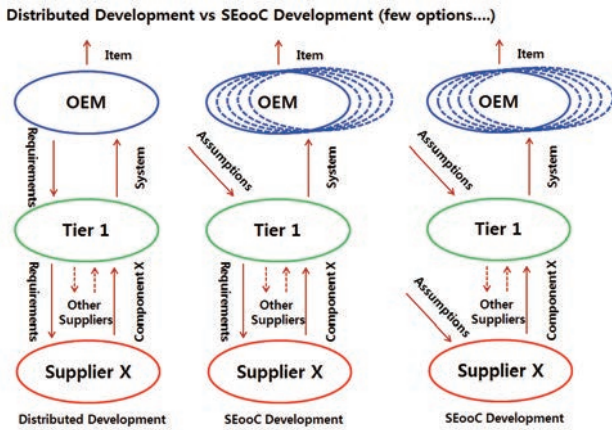 Distributed Development vs SEooC Development (few options....)
Item
OEM
Requirements
System
Tier 1
Requirements
Other
Suppliers
Component X
Supplier X
Distributed Development
Item
OEM
Assumptions
System
Tier 1
Requirements
Other
Suppliers
Component X
Supplier X
SEooC Development
Item
OEM
Assumptions
System
Tier 1
Assumptions
Other
Suppliers
Component X
Supplier X
SEooC Development